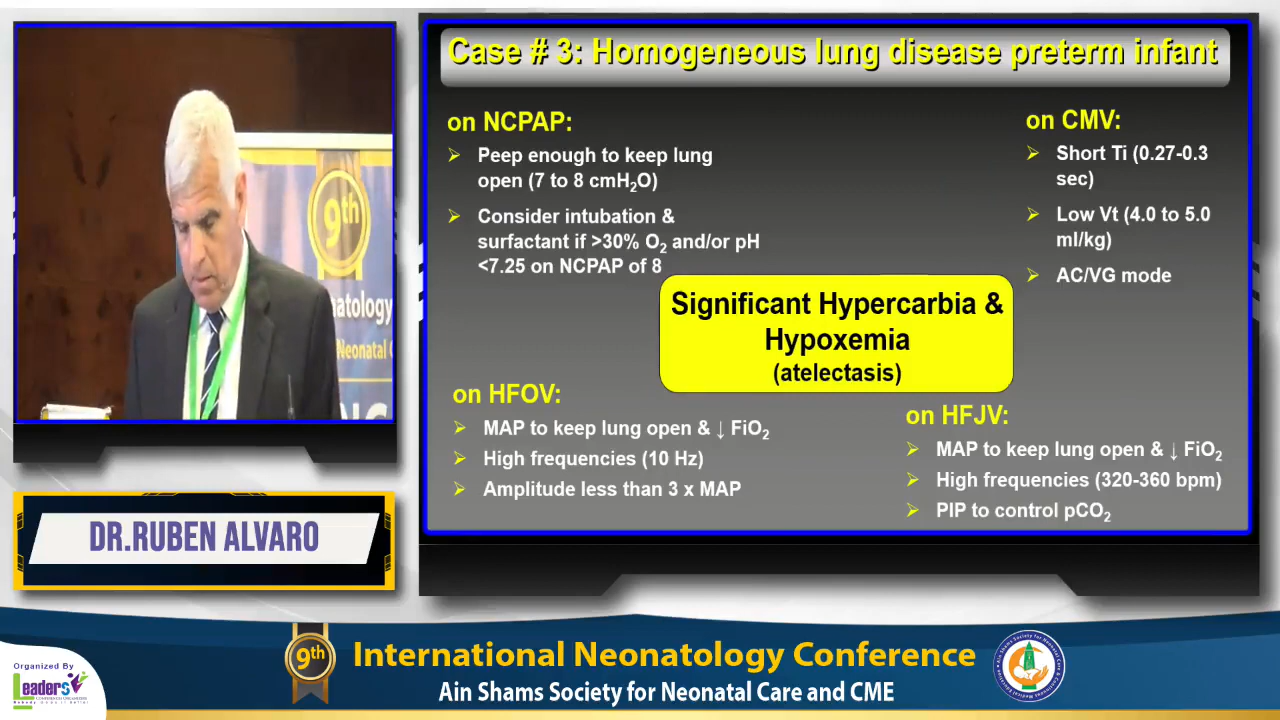 Case # 3: Homogeneous lung disease preterm infant
on NCPAP:
➢ Peep enough to keep lung
open (7 to 8 cmH₂O)
➢ Consider intubation &
surfactant if >30% O₂ and/or pH
<7.25 on NCPAP of 8
on CMV:
➢ Short Ti (0.27-0.3
sec)
➢ Low Vt (4.0 to 5.0
ml/kg)
➢ AC/VG mode
Significant Hypercarbia &
Hypoxemia
(atelectasis)
on HFOV:
➢ MAP to keep lung open & ↓ FiO₂
➢ High frequencies (10 Hz)
➢ Amplitude less than 3 x MAP
on HFJV:
➢ MAP to keep lung open & ↓ FiO₂
➢ High frequencies (320-360 bpm)
➢ PIP to control pCO₂
9th
natology
Neonatal
DR.RUBEN ALVARO
Organized By
Leaders
9th
International Neonatology Conference
Ain Shams Society for Neonatal Care and CME